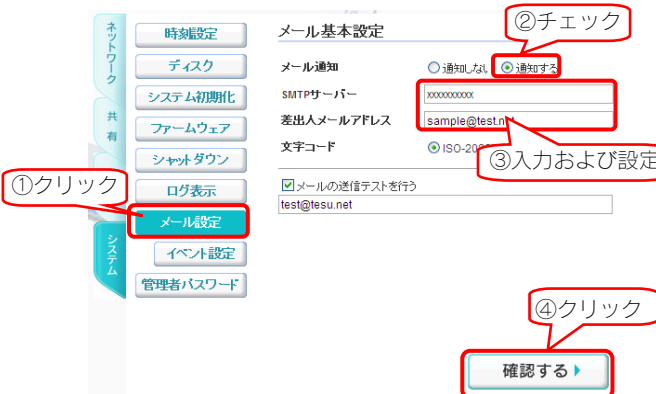 ネットワーク
共有
システム
時刻設定
ディスク
システム初期化
ファームウェア
シャットダウン
ログ表示
メール設定
イベント設定
管理者パスワード
①クリック
メール基本設定
②チェック
メール通知
通知しない
通知する
SMTPサーバー
xxxxxxxxxx
差出人メールアドレス
sample@test.n
文字コード
ISO-20
③入力および設定
メールの送信テストを行う
test@tesu.net
④クリック
確認する